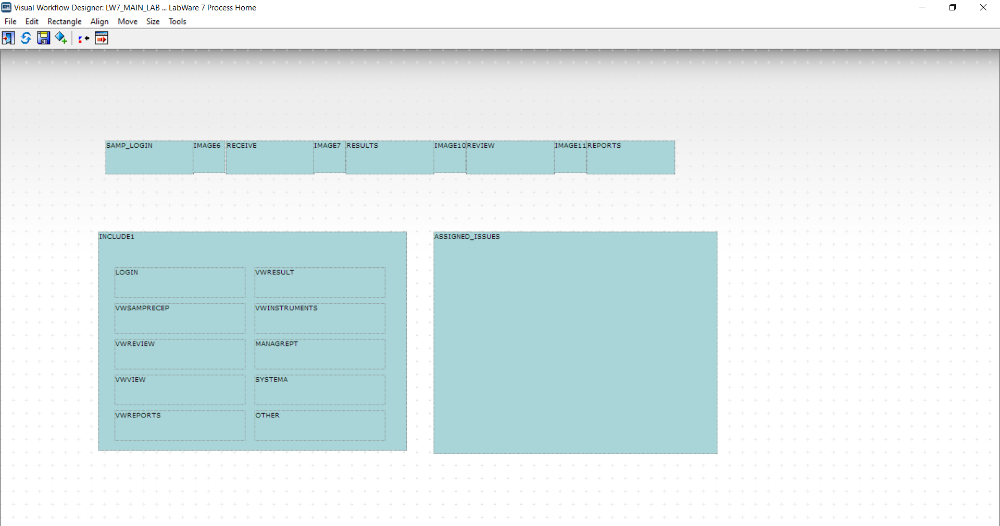 Visual Workflow Designer: LW7_MAIN_LAB ... LabWare 7 Process Home
File Edit Rectangle Align Move Size Tools
SAMP_LOGIN IMAGE6 RECEIVE IMAGE7 RESULTS IMAGE10 REVIEW IMAGE11 REPORTS
INCLUDE1
LOGIN VWRESULT
VWSAMPRECEP VWINSTRUMENTS
VWREVIEW MANAGREPT
VWVIEW SYSTEMA
VWREPORTS OTHER
ASSIGNED_ISSUES